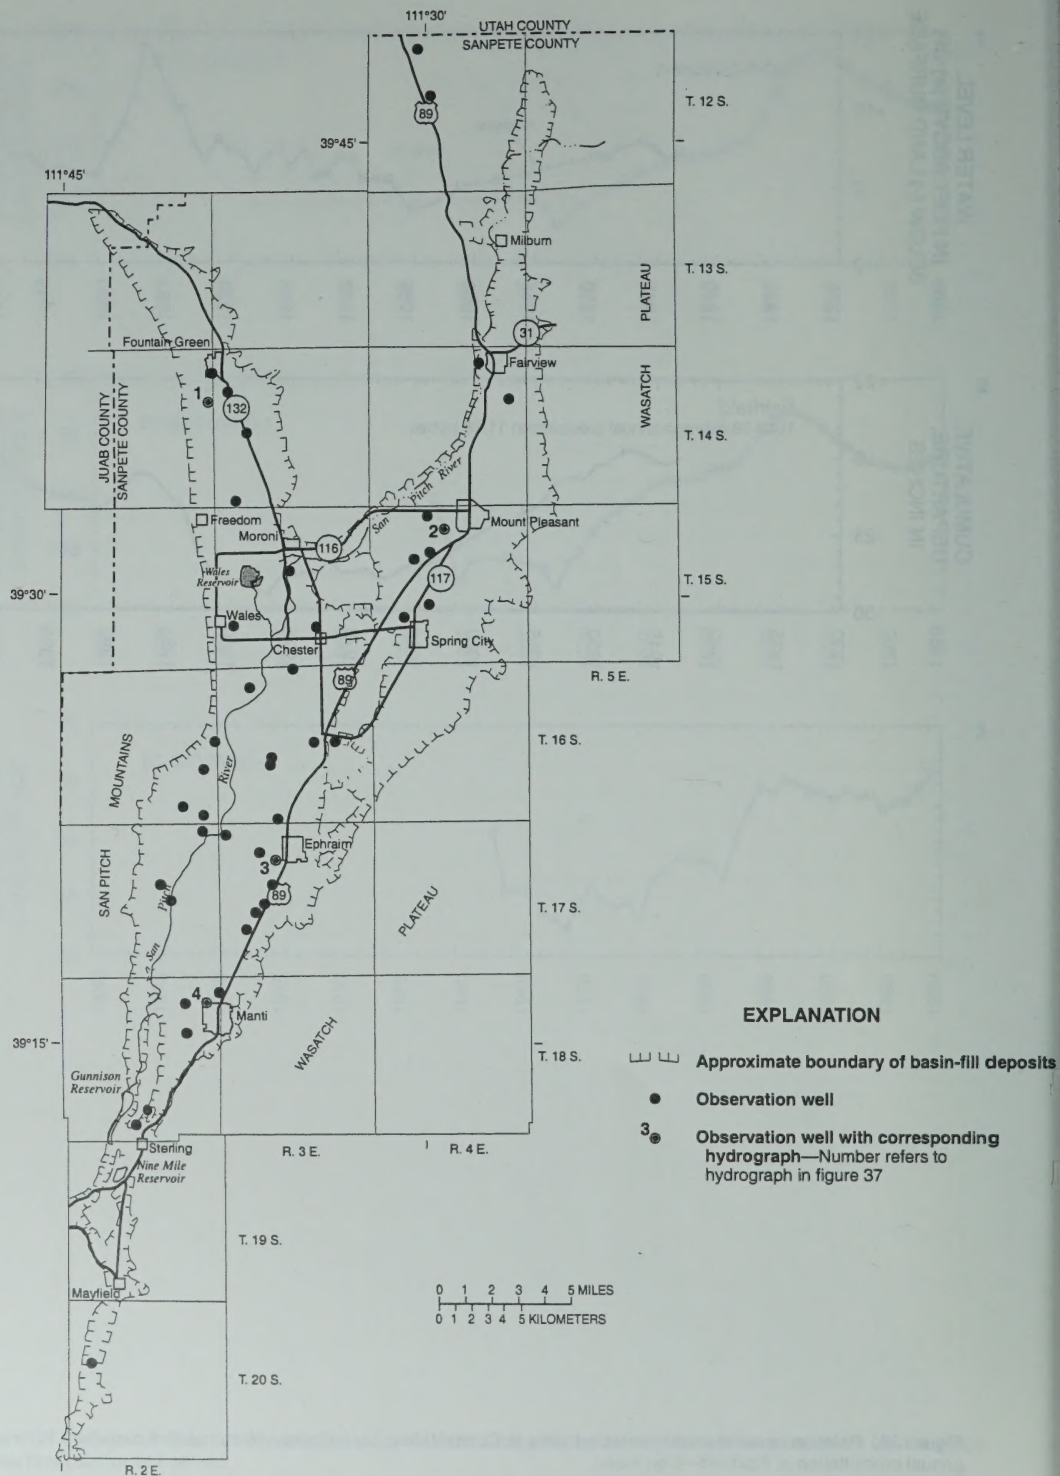 111°30'
UTAH COUNTY
SANPETE COUNTY
T. 12 S.
89
39°45'
111°45'
Milburn
T. 13 S.
PLATEAU
31
Fountain Green
Fairview
WASATCH
1
132
JUAB COUNTY
SANPETE COUNTY
T. 14 S.
San Pitch River
Freedom
Mount Pleasant
2
Moroni
116
Wales
Reservoir
117
T. 15 S.
39°30'
Wales
Chester
Spring City
89
R. 5 E.
T. 16 S.
MOUNTAINS
River
Ephraim
3
89
SAN PITCH
Pitch
PLATEAU
T. 17 S.
San
4
Manti
EXPLANATION
WASATCH
39°15'
T. 18 S.
Approximate boundary of basin-fill deposits
Gunnison
Reservoir
Observation well
3
Observation well with corresponding
hydrograph—Number refers to
hydrograph in figure 37
Sterling
R. 3 E.
R. 4 E.
Nine Mile
Reservoir
T. 19 S.
Mayfield
0 1 2 3 4 5 MILES
0 1 2 3 4 5 KILOMETERS
T. 20 S.
R. 2 E.